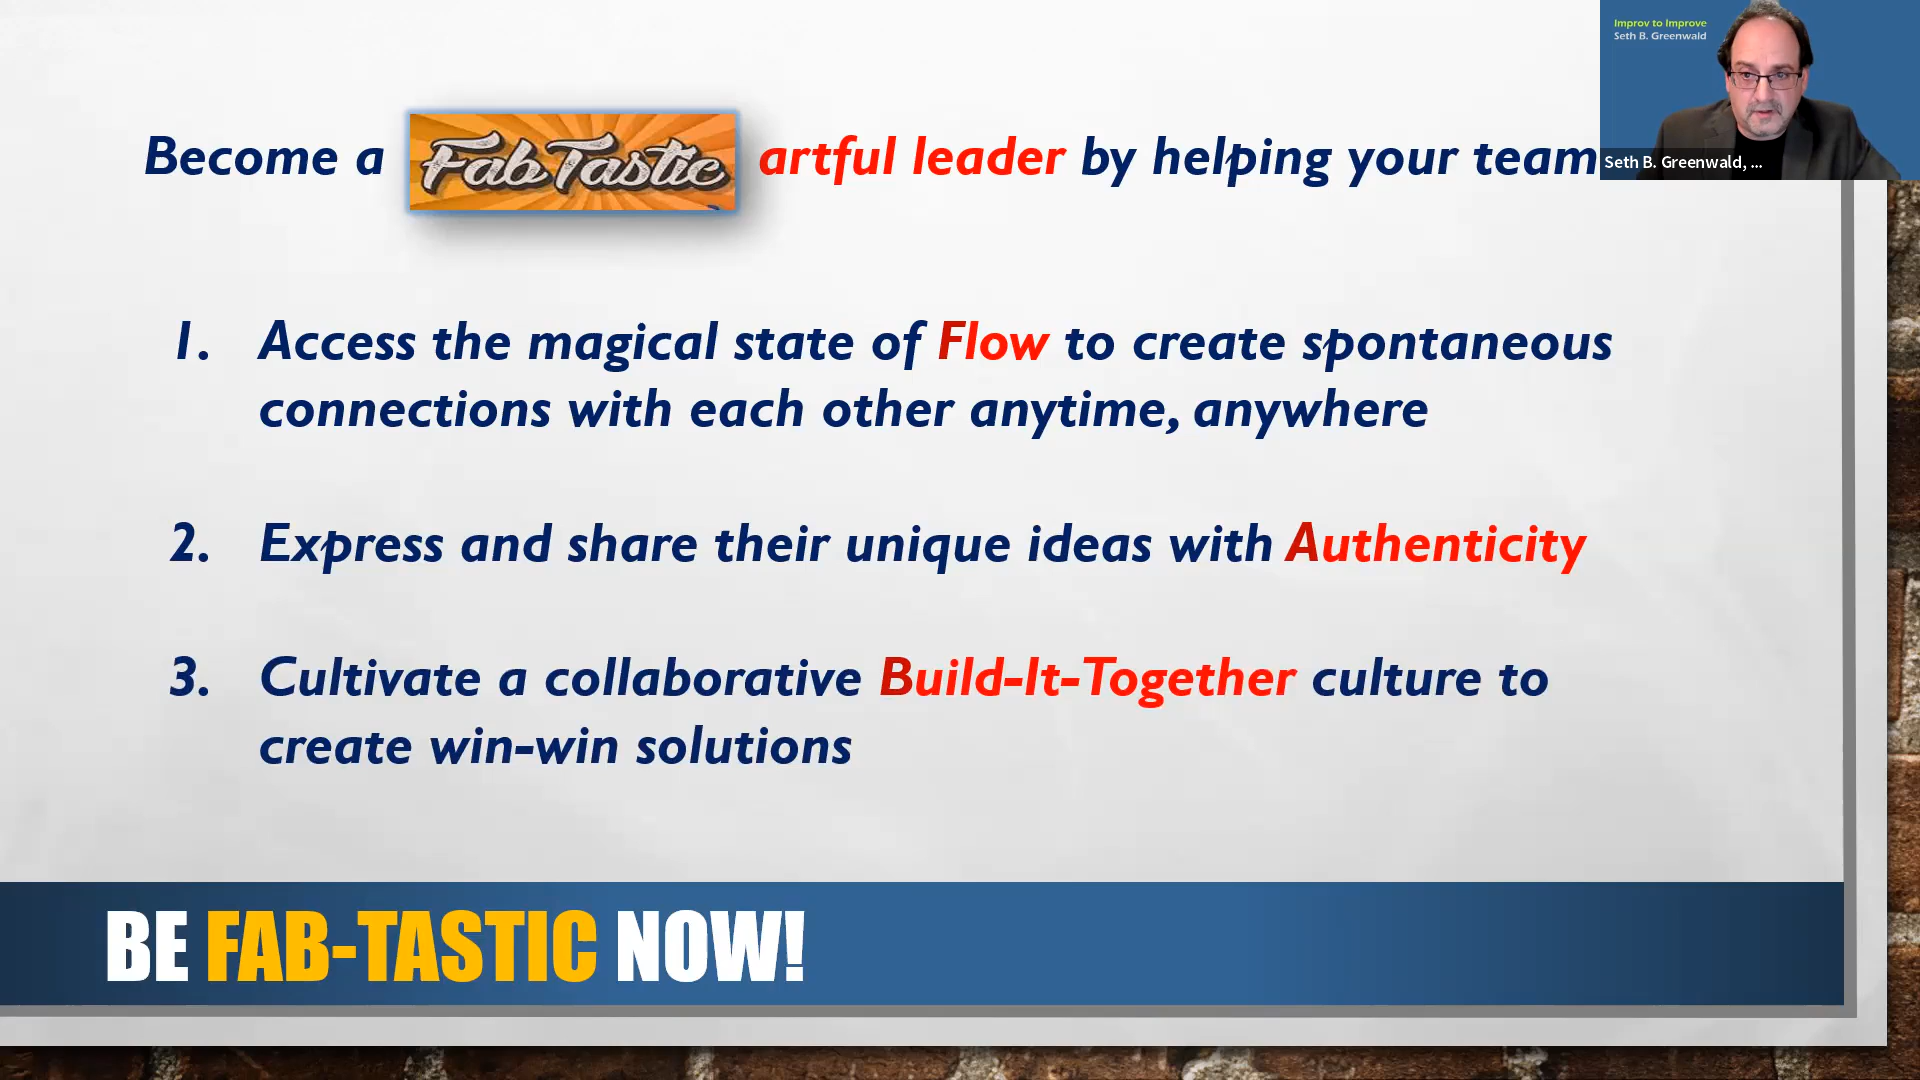 Improv to Improve
Seth B. Greenwald
Become a FabTastic artful leader by helping your team
Seth B. Greenwald, ...
1. Access the magical state of Flow to create spontaneous
connections with each other anytime, anywhere
2. Express and share their unique ideas with Authenticity
3. Cultivate a collaborative Build-It-Together culture to
create win-win solutions
BE FAB-TASTIC NOW!